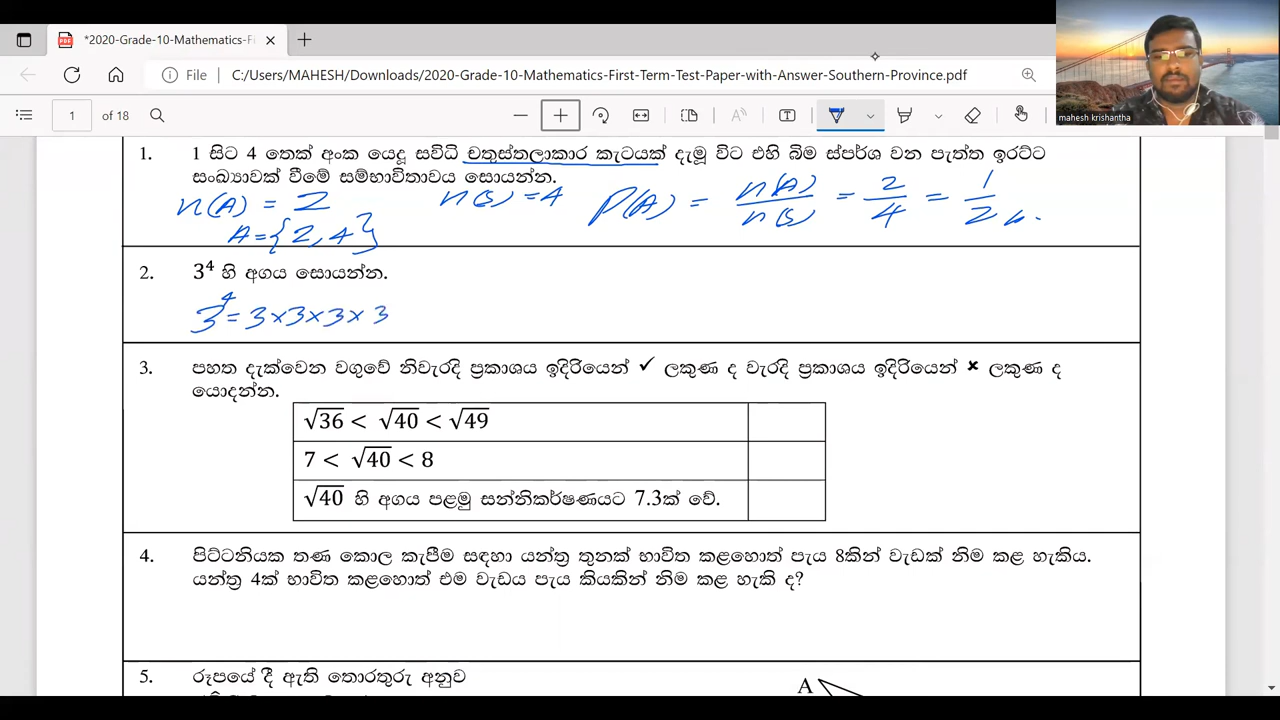 *2020-Grade-10-Mathematics-Fi
File C:/Users/MAHESH/Downloads/2020-Grade-10-Mathematics-First-Term-Test-Paper-with-Answer-Southern-Province.pdf
1 of 18
mahesh krishantha
1. 1 සිට 4 තෙක් අංක යෙදූ සවිධි චතුස්තලාකාර කැටයක් දැමූ විට එහි බිම ස්පර්ශ වන පැත්ත ඉරට්ට
සංඛ්‍යාවක් වීමේ සම්භාවිතාවය සොයන්න.
n(A) = 2 n(S) = 4 P(A) = n(A)/n(S) = 2/4 = 1/2
A = {2, 4}
2. 3⁴ හි අගය සොයන්න.
3⁴ = 3×3×3×3
3. පහත දැක්වෙන වගුවේ නිවැරදි ප්‍රකාශය ඉදිරියෙන් ✓ ලකුණ ද වැරදි ප්‍රකාශය ඉදිරියෙන් ✗ ලකුණ ද
යොදන්න.
√36 < √40 < √49
7 < √40 < 8
√40 හි අගය පළමු සන්නිකර්ෂණයට 7.3ක් වේ.
4. පිට්ටනියක තණ කොල කැපීම සඳහා යන්ත්‍ර තුනක් භාවිත කළහොත් පැය 8කින් වැඩක් නිම කළ හැකිය.
යන්ත්‍ර 4ක් භාවිත කළහොත් එම වැඩය පැය කියකින් නිම කළ හැකි ද?
5. රූපයේ දී ඇති තොරතුරු අනුව
A